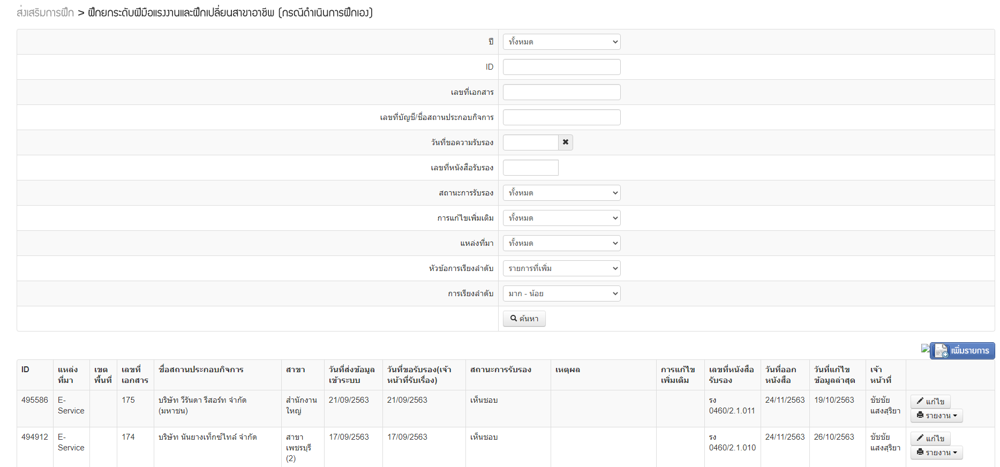 ส่งเสริมการฝึก > ฝึกยกระดับฝีมือแรงงานและฝึกเปลี่ยนสาขาอาชีพ (กรณีดำเนินการฝึกเอง)
ปี ทั้งหมด
ID
เลขที่เอกสาร
เลขที่บัญชี/ชื่อสถานประกอบกิจการ
วันที่ขอความรับรอง
เลขที่หนังสือรับรอง
สถานะการรับรอง ทั้งหมด
การแก้ไขเพิ่มเติม ทั้งหมด
แหล่งที่มา ทั้งหมด
หัวข้อการเรียงลำดับ รายการที่เพิ่ม
การเรียงลำดับ มาก - น้อย
ค้นหา
เพิ่มรายการ
ID แหล่ง เขต เลขที่ ชื่อสถานประกอบกิจการ สาขา วันที่ส่งข้อมูล วันที่ขอรับรอง(เจ้า สถานะการรับรอง เหตุผล การแก้ไข เลขที่หนังสือ วันที่ออก วันที่แก้ไข เจ้า
ที่มา พื้นที่ เอกสาร เข้าระบบ หน้าที่รับเรื่อง) เพิ่มเติม รับรอง หนังสือ ข้อมูลล่าสุด หน้าที่
495586 E- 175 บริษัท วีรันดา รีสอร์ท จำกัด สำนักงาน 21/09/2563 21/09/2563 เห็นชอบ รง 24/11/2563 19/10/2563 ชัชชัย แก้ไข
Service (มหาชน) ใหญ่ 0460/2.1.011 แสงสุริยา รายงาน
494912 E- 174 บริษัท นันยางเท็กซ์ไทล์ จำกัด สาขา 17/09/2563 17/09/2563 เห็นชอบ รง 24/11/2563 26/10/2563 ชัชชัย แก้ไข
Service เพชรบุรี 0460/2.1.010 แสงสุริยา รายงาน
(2)